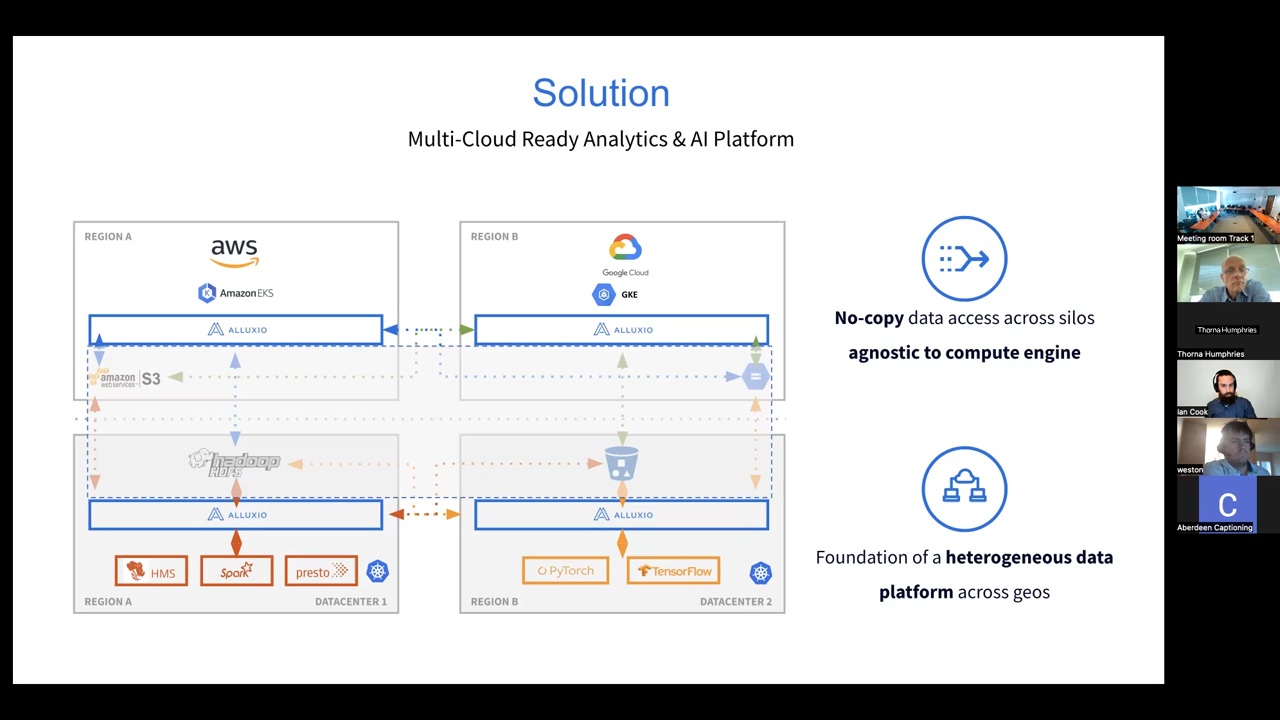 Solution
Multi-Cloud Ready Analytics & AI Platform
REGION A
aws
Amazon EKS
ALLUXIO
amazon
web services
S3
REGION B
Google Cloud
GKE
ALLUXIO
hadoop
HDFS
ALLUXIO
HMS
Spark
presto
REGION A
DATACENTER 1
ALLUXIO
PyTorch
TensorFlow
REGION B
DATACENTER 2
No-copy data access across silos
agnostic to compute engine
Foundation of a heterogeneous data
platform across geos
Meeting room Track 1
Thorna Humphries
Thorna Humphries
Ian Cook
weston
C
Aberdeen Captioning